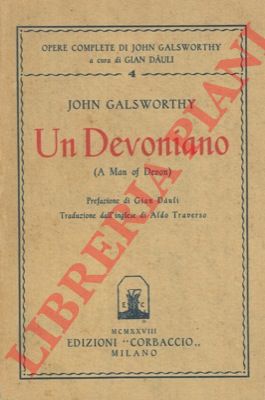 OPERE COMPLETE DI JOHN GALSWORTHY
a cura di GIAN DÀULI
4
JOHN GALSWORTHY
Un Devoniano
(A Man of Devon)
Prefazione di Gian Dàuli
Traduzione dall'inglese di Aldo Traverso
E C
MCMXXVIII
EDIZIONI "CORBACCIO„
MILANO
LIBRERIA PIANI